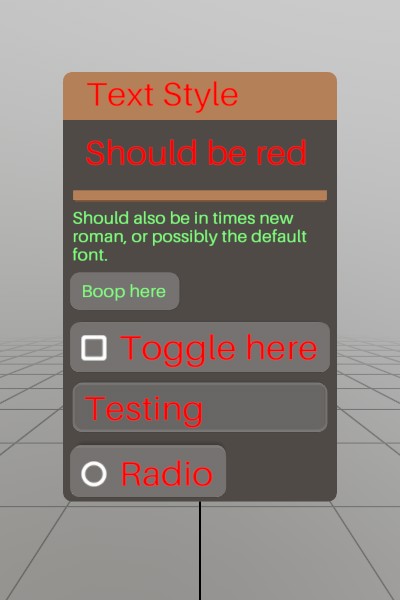 Text Style
Should be red
Should also be in times new
roman, or possibly the default
font.
Boop here
Toggle here
Testing
Radio